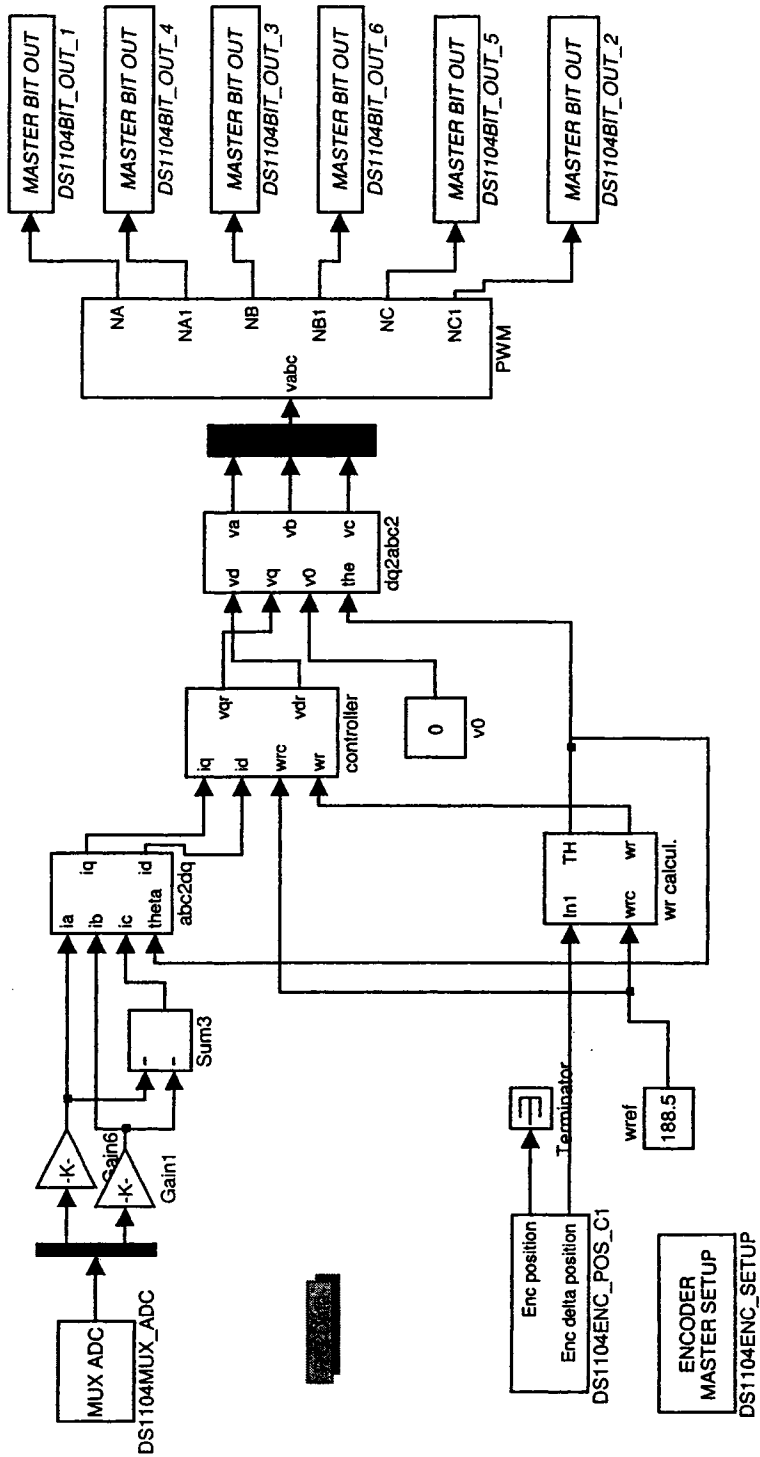 MUX ADC
DS1104MUX_ADC
-K-
Gain6
-K-
Gain1
Sum3
ia
ib
ic
theta
iq
id
abc2dq
iq
id
wrc
wr
vqr
vdr
controller
0
v0
vd
vq
v0
the
va
vb
vc
dq2abc2
vabc
NA
NA1
NB
NB1
NC
NC1
PWM
MASTER BIT OUT
DS1104BIT_OUT_1
MASTER BIT OUT
DS1104BIT_OUT_4
MASTER BIT OUT
DS1104BIT_OUT_3
MASTER BIT OUT
DS1104BIT_OUT_6
MASTER BIT OUT
DS1104BIT_OUT_5
MASTER BIT OUT
DS1104BIT_OUT_2
Enc position
Enc delta position
DS1104ENC_POS_C1
Terminator
In1
wrc
TH
wr
wr calcul.
wref
188.5
ENCODER
MASTER SETUP
DS1104ENC_SETUP